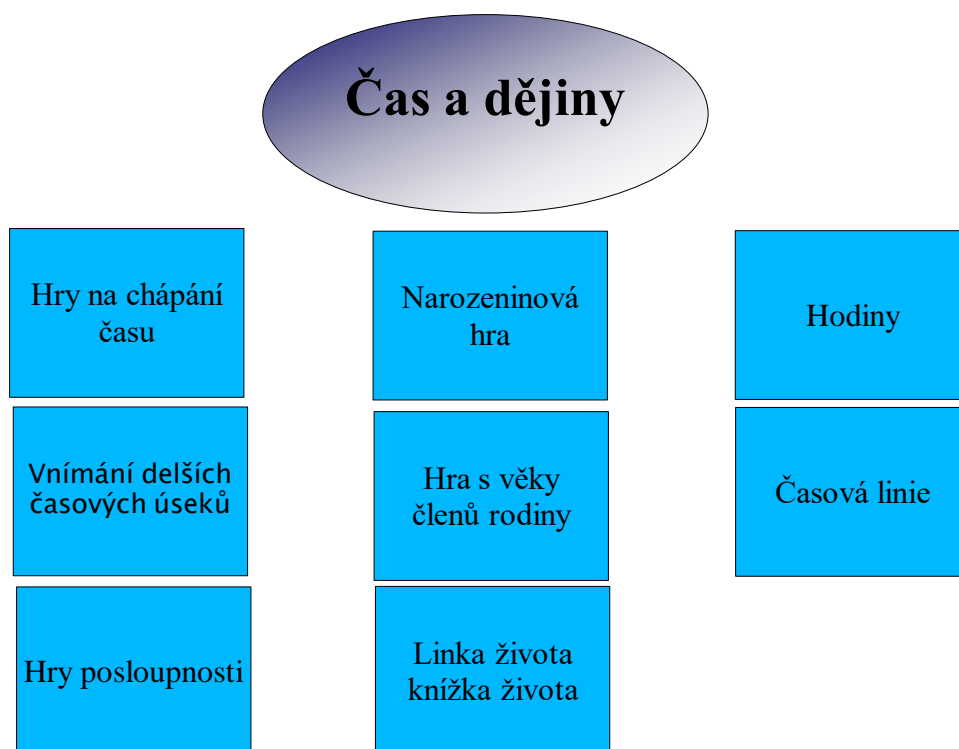 Čas a dějiny
Hry na chápání
času
Narozeninová
hra
Hodiny
Vnímání delších
časových úseků
Hra s věky
členů rodiny
Časová linie
Hry posloupnosti
Linka života
knížka života